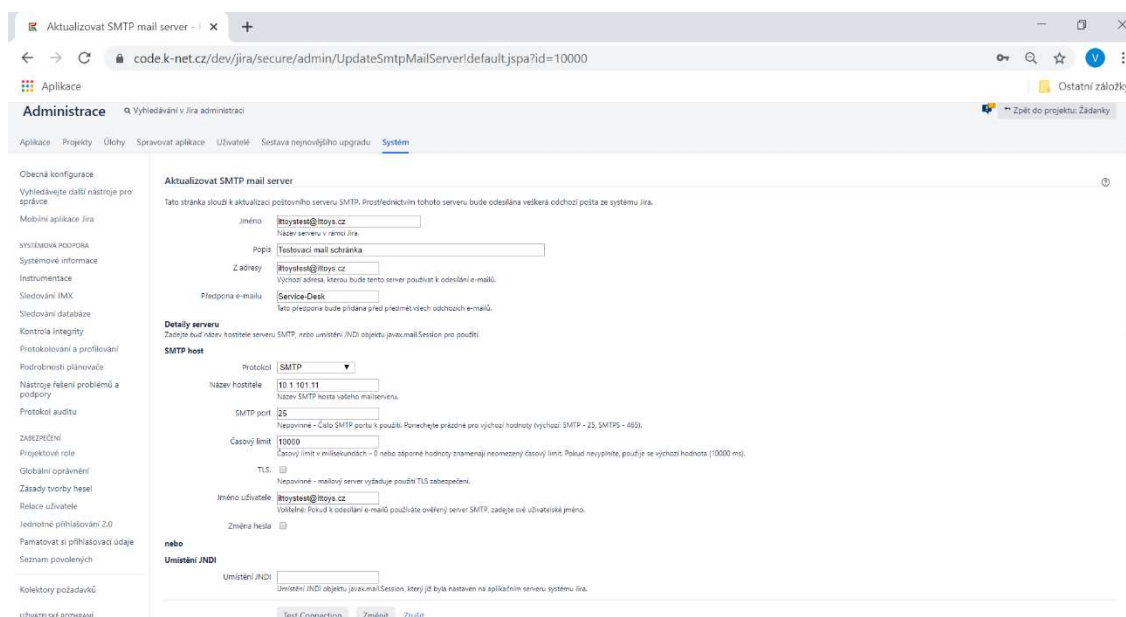 Aktualizovat SMTP mail server -
code.k-net.cz/dev/jira/secure/admin/UpdateSmtpMailServer!default.jspa?id=10000
V
Aplikace
Ostatní záložky
Administrace
Vyhledávání v Jira administraci
Zpět do projektu: Žádanky
Aplikace Projekty Úlohy Spravovat aplikace Uživatelé Sestava nejnovějšího upgradu Systém
Obecná konfigurace
Vyhledávejte další nástroje pro
správce
Mobilní aplikace Jira
SYSTÉMOVÁ PODPORA
Systémové informace
Instrumentace
Sledování JMX
Sledování databáze
Kontrola integrity
Protokolování a profilování
Podrobnosti plánovače
Nástroje řešení problémů a
podpory
Protokol auditu
ZABEZPEČENÍ
Projektové role
Globální oprávnění
Zásady tvorby hesel
Relace uživatele
Jednotné přihlašování 2.0
Pamatovat si přihlašovací údaje
Seznam povolených
Kolektory požadavků
UŽIVATELSKÉ ROZHRANÍ
Aktualizovat SMTP mail server
Tato stránka slouží k aktualizaci poštovního serveru SMTP. Prostřednictvím tohoto serveru bude odesílána veškerá odchozí pošta ze systému Jira.
Jméno ittoystest@ittoys.cz
Název serveru v rámci Jira.
Popis Testovací mail schránka
Z adresy ittoystest@ittoys.cz
Výchozí adresa, kterou bude tento server používat k odesílání e-mailů.
Předpona e-mailu Service-Desk
Tato předpona bude přidána před předmět všech odchozích e-mailů.
Detaily serveru
Zadejte buď název hostitele serveru SMTP, nebo umístění JNDI objektu javax.mail.Session pro použití.
SMTP host
Protokol SMTP
Název hostitele 10.1.101.11
Název SMTP hosta vašeho mailserveru.
SMTP port 25
Nepovinné - Číslo SMTP portu k použití. Ponechejte prázdné pro výchozí hodnoty (výchozí: SMTP - 25, SMTPS - 465).
Časový limit 10000
Časový limit v milisekundách – 0 nebo záporné hodnoty znamenají neomezený časový limit. Pokud nevyplníte, použije se výchozí hodnota (10000 ms).
TLS.
Nepovinné - mailový server vyžaduje použití TLS zabezpečení.
Jméno uživatele ittoystest@ittoys.cz
Volitelné: Pokud k odesílání e-mailů používáte ověřený server SMTP, zadejte své uživatelské jméno.
Změna hesla
nebo
Umístění JNDI
Umístění JNDI
Umístění JNDI objektu javax.mail.Session, který již byla nastaven na aplikačním serveru systému Jira.
Test Connection Změnit Zrušit